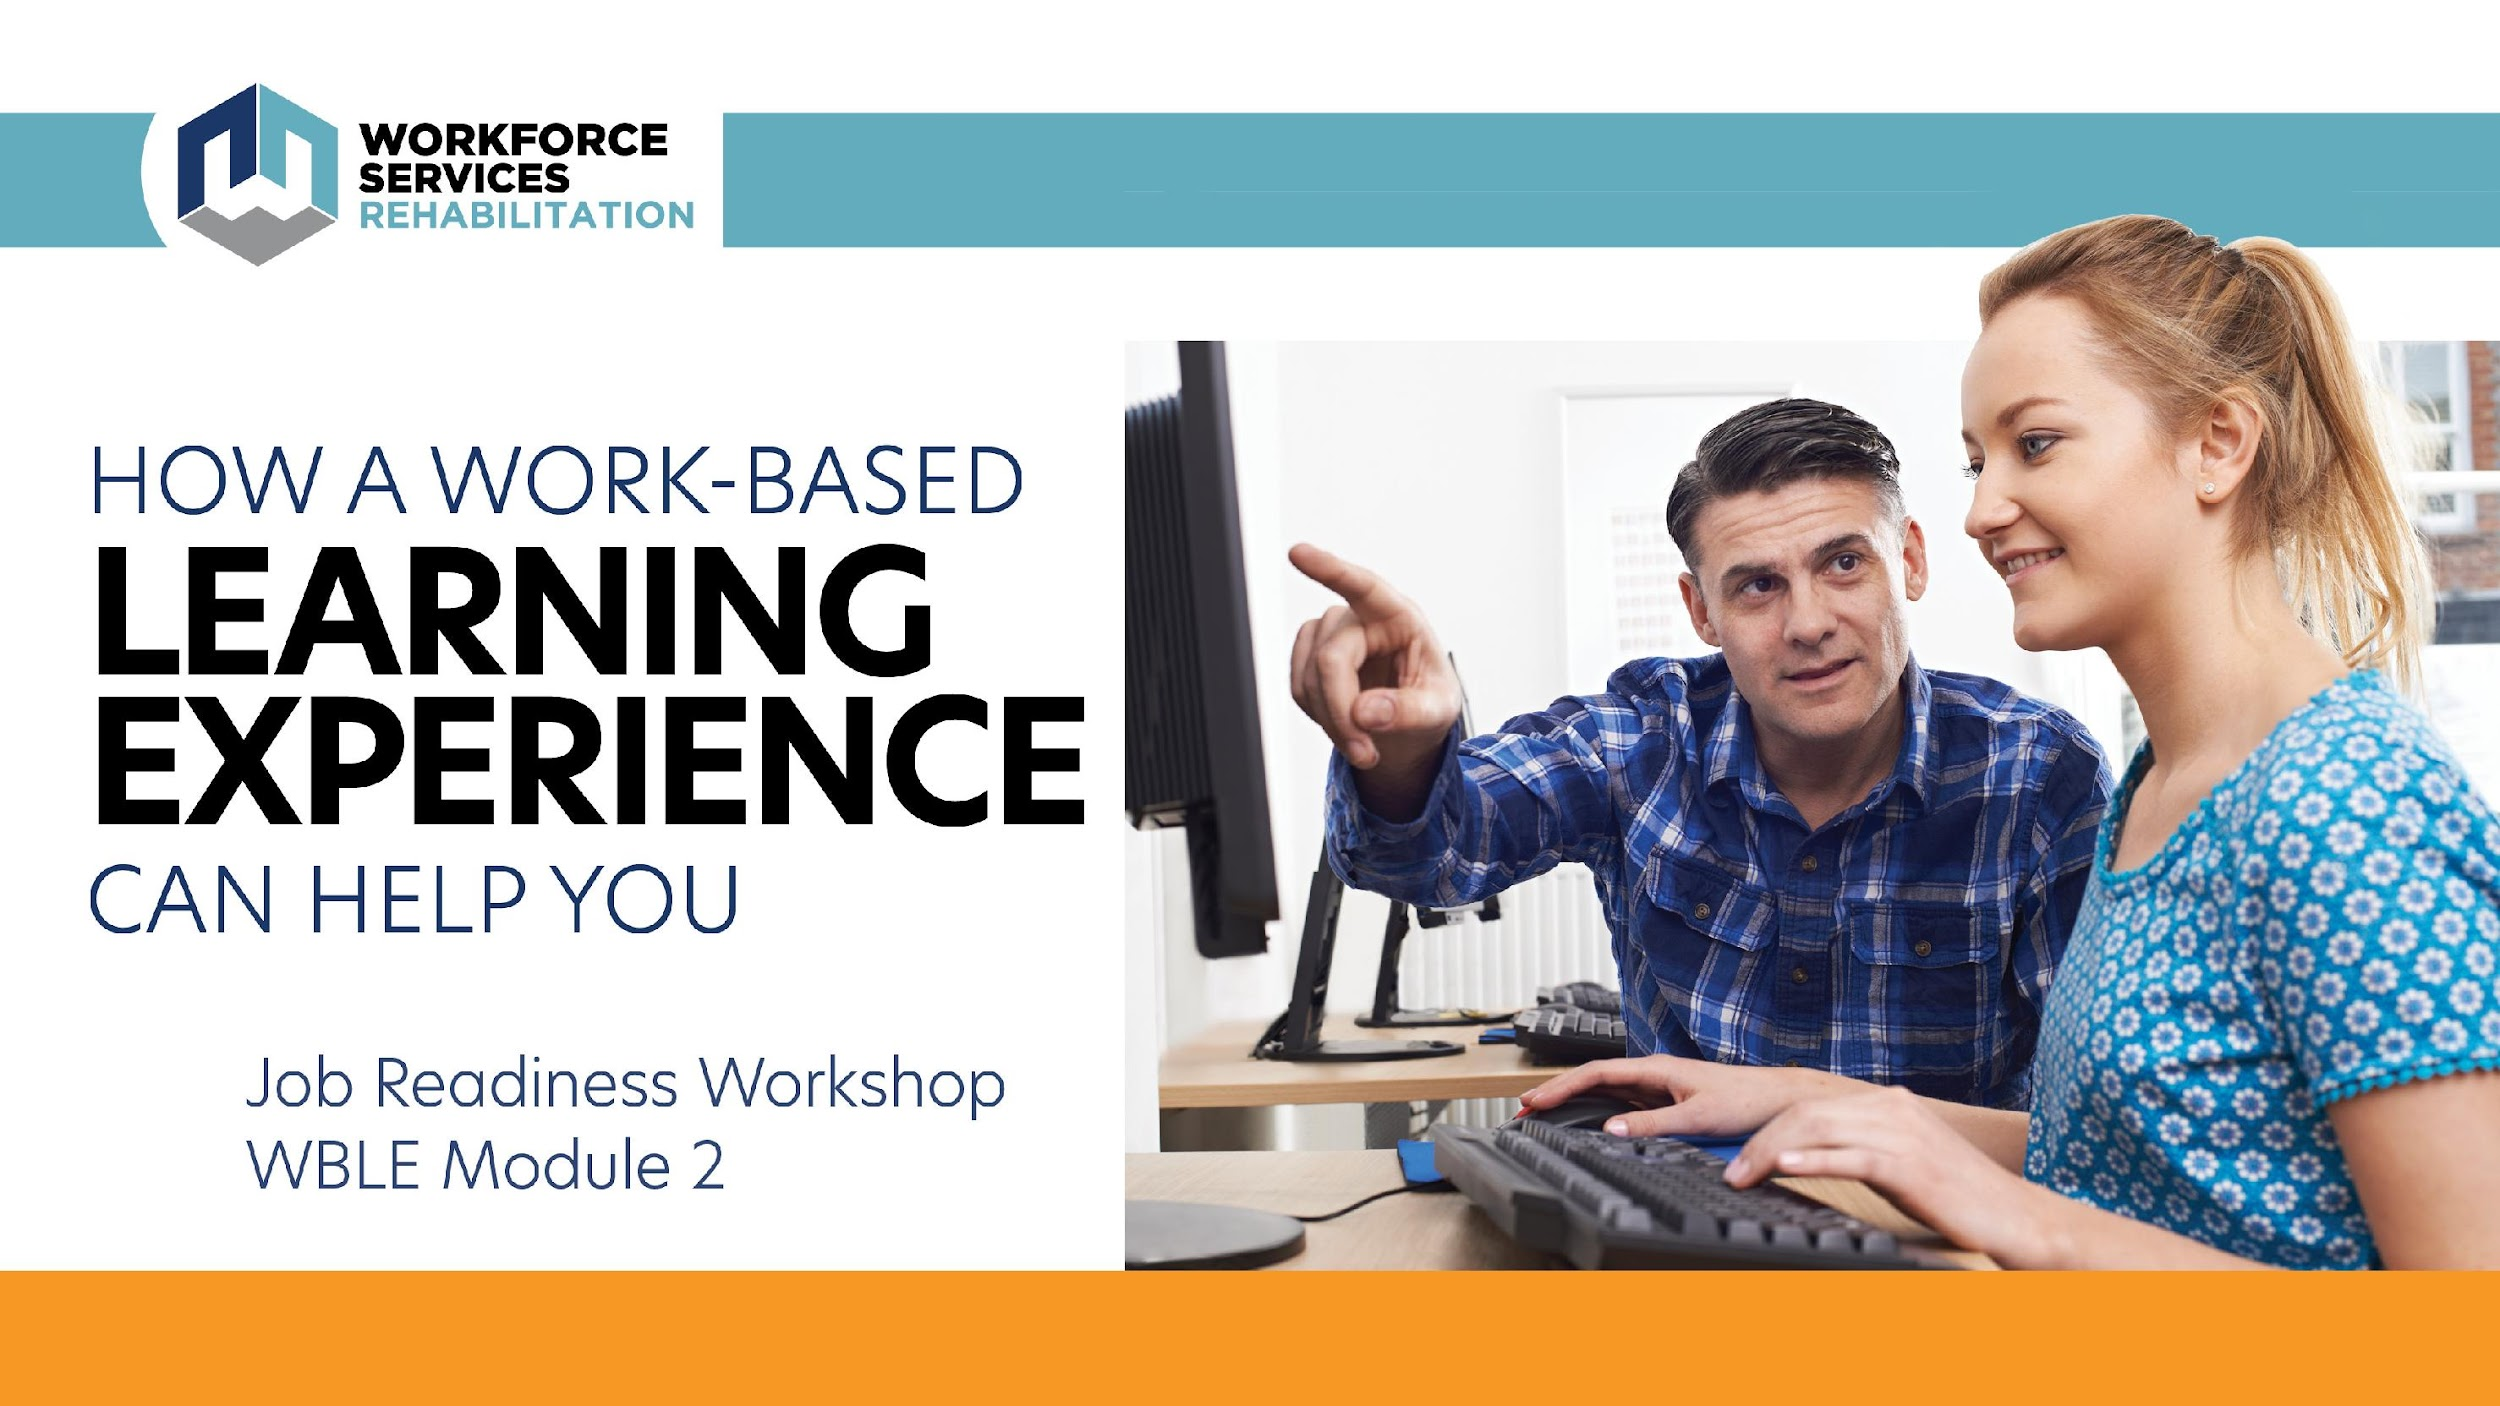 WORKFORCE
SERVICES
REHABILITATION
HOW A WORK-BASED
LEARNING
EXPERIENCE
CAN HELP YOU
Job Readiness Workshop
WBLE Module 2